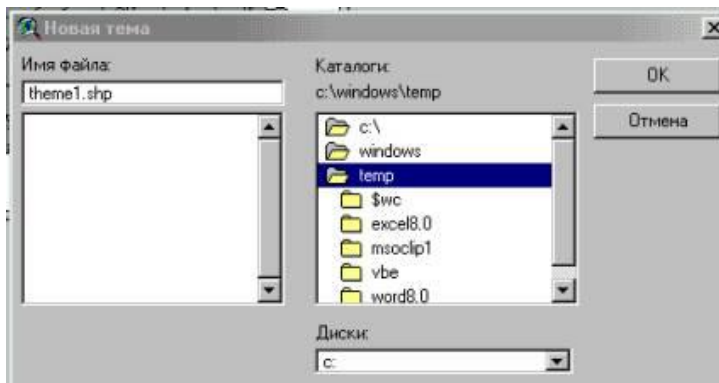 Новая тема
Имя файла:
theme1.shp
Каталоги:
c:\windows\temp
c:\
windows
temp
$wc
excel8.0
msoclip1
vbe
word8.0
Диски:
c:
OK
Отмена